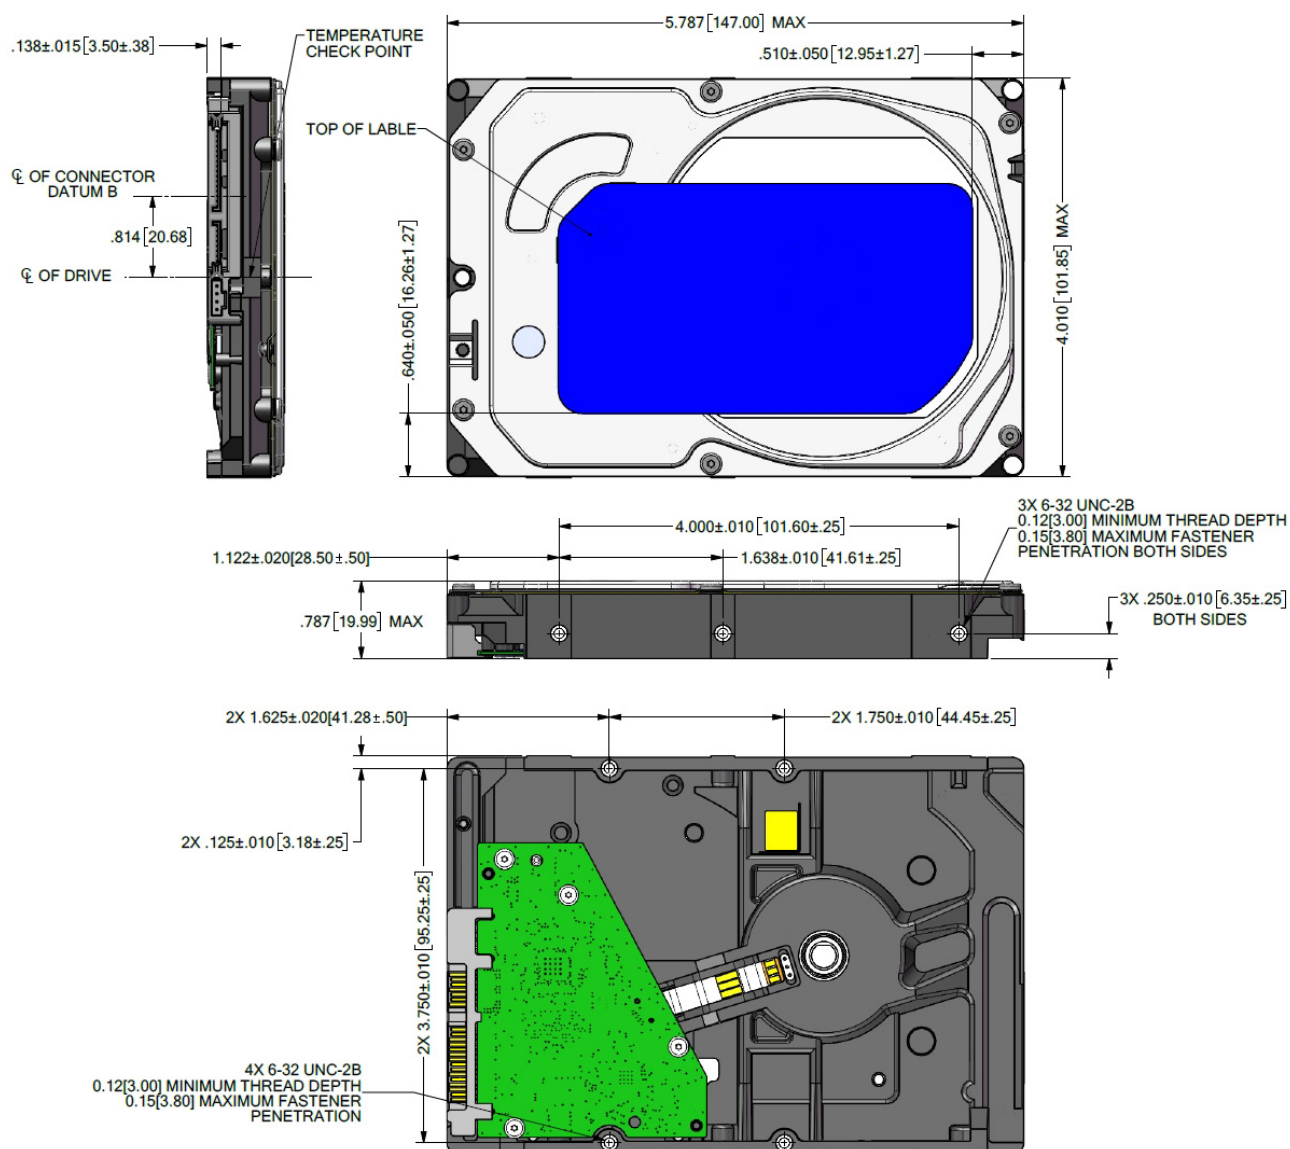 5.787[147.00] MAX
.138±.015[3.50±.38]
TEMPERATURE
CHECK POINT
.510±.050[12.95±1.27]
TOP OF LABLE
℄ OF CONNECTOR
DATUM B
.814[20.68]
℄ OF DRIVE
.640±.050[16.26±1.27]
4.010[101.85] MAX
3X 6-32 UNC-2B
0.12[3.00] MINIMUM THREAD DEPTH
0.15[3.80] MAXIMUM FASTENER
PENETRATION BOTH SIDES
4.000±.010[101.60±.25]
1.122±.020[28.50±.50]
1.638±.010[41.61±.25]
.787[19.99] MAX
3X .250±.010[6.35±.25]
BOTH SIDES
2X 1.625±.020[41.28±.50]
2X 1.750±.010[44.45±.25]
2X .125±.010[3.18±.25]
2X 3.750±.010[95.25±.25]
4X 6-32 UNC-2B
0.12[3.00] MINIMUM THREAD DEPTH
0.15[3.80] MAXIMUM FASTENER
PENETRATION